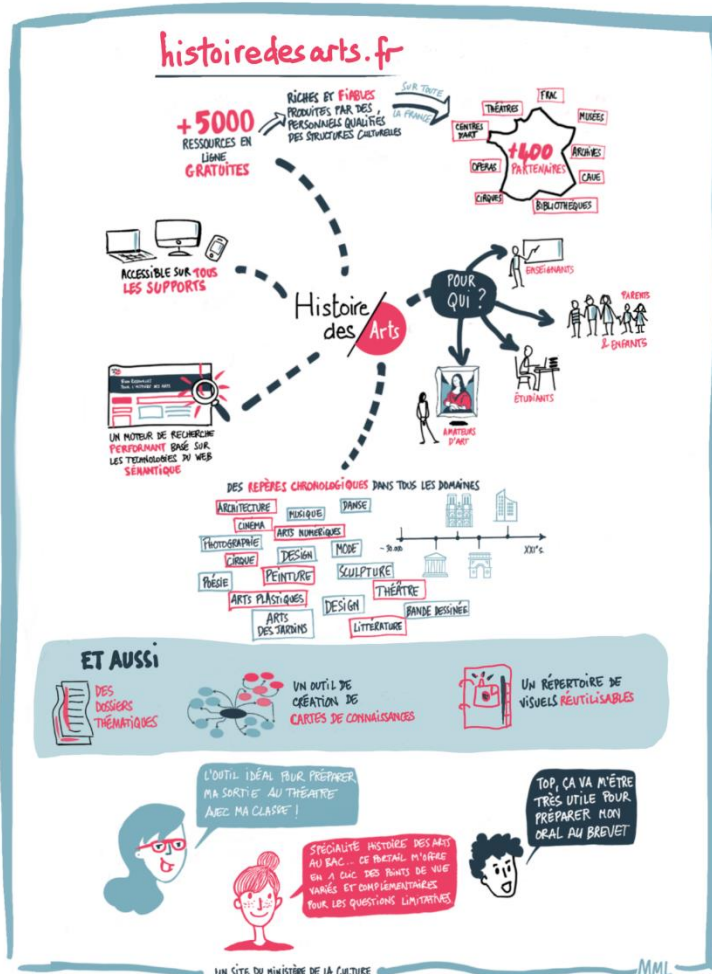 histoiredesarts.fr
+5000
RESSOURCES EN
LIGNE
GRATUITES
RICHES ET FIABLES
PRODUITES PAR DES
PERSONNELS QUALIFIÉS
DES STRUCTURES CULTURELLES
SUR TOUTE
LA FRANCE
FRAC
THÉÂTRES
MUSÉES
CENTRES
D'ART
+400
PARTENAIRES
ARCHIVES
OPÉRAS
CAUE
CIRQUES
BIBLIOTHÈQUES
ACCESSIBLE SUR TOUS
LES SUPPORTS
Histoire
des Arts
POUR
QUI ?
ENSEIGNANTS
PARENTS
& ENFANTS
ÉTUDIANTS
AMATEURS
D'ART
UN MOTEUR DE RECHERCHE
PERFORMANT BASÉ SUR
LES TECHNOLOGIES DU WEB
SÉMANTIQUE
DES REPÈRES CHRONOLOGIQUES DANS TOUS LES DOMAINES
ARCHITECTURE
MUSIQUE
DANSE
CINEMA
ARTS NUMÉRIQUES
PHOTOGRAPHIE
CIRQUE
DESIGN
MODE
POÉSIE
PEINTURE
SCULPTURE
THÉÂTRE
ARTS PLASTIQUES
DESIGN
BANDE DESSINÉE
ARTS
DES JARDINS
LITTÉRATURE
XXI°s.
ET AUSSI
DES
DOSSIERS
THÉMATIQUES
UN OUTIL DE
CRÉATION DE
CARTES DE CONNAISSANCES
UN RÉPERTOIRE DE
VISUELS RÉUTILISABLES
L'OUTIL IDÉAL POUR PRÉPARER
MA SORTIE AU THÉÂTRE
AVEC MA CLASSE !
SPÉCIALITÉ HISTOIRE DES ARTS
AU BAC... CE PORTAIL M'OFFRE
EN 1 CLIC DES POINTS DE VUE
VARIÉS ET COMPLÉMENTAIRES
POUR LES QUESTIONS LIMITATIVES.
TOP, ÇA VA M'ÊTRE
TRÈS UTILE POUR
PRÉPARER MON
ORAL AU BREVET
UN SITE DU MINISTÈRE DE LA CULTURE
MML